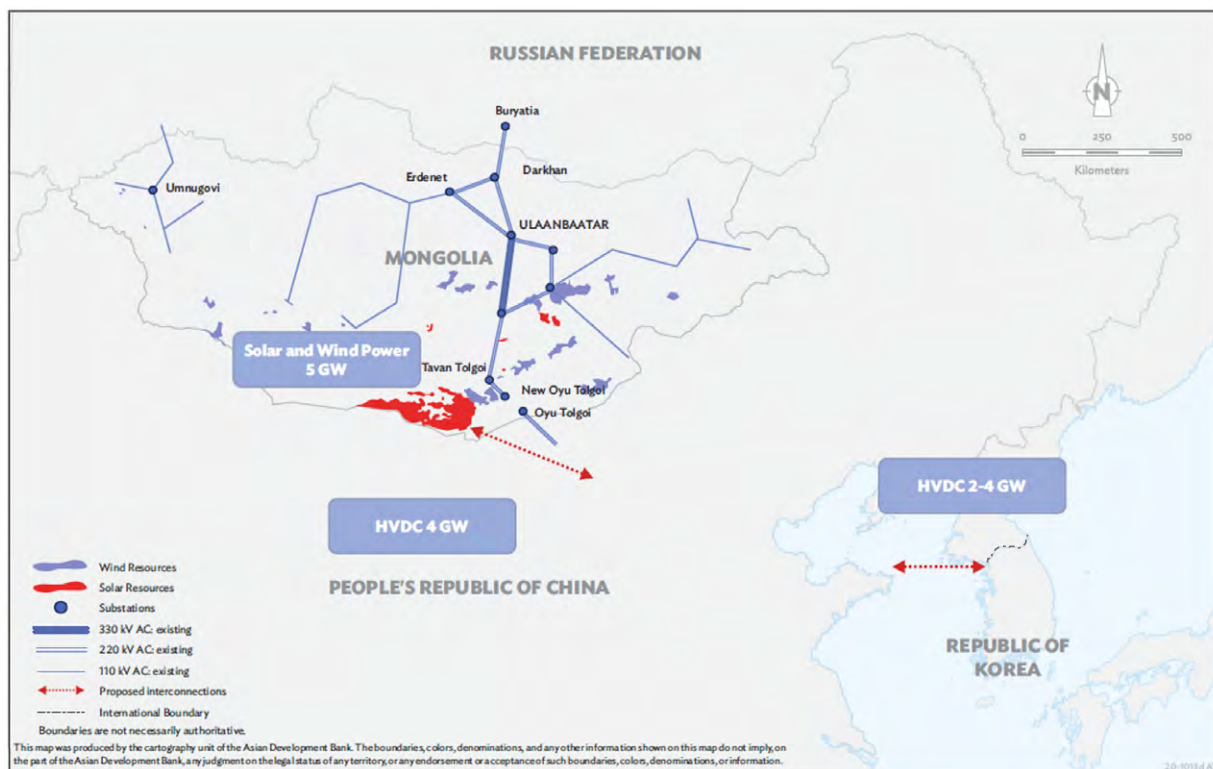 RUSSIAN FEDERATION
N
0 250 500
Kilometers
Buryatia
Darkhan
Erdenet
Umnugovi
ULAANBAATAR
MONGOLIA
Solar and Wind Power
5 GW
Tavan Tolgoi
New Oyu Tolgoi
Oyu Tolgoi
HVDC 2-4 GW
HVDC 4 GW
PEOPLE'S REPUBLIC OF CHINA
REPUBLIC OF
KOREA
Wind Resources
Solar Resources
Substations
330 kV AC: existing
220 kV AC: existing
110 kV AC: existing
Proposed interconnections
International Boundary
Boundaries are not necessarily authoritative.
This map was produced by the cartography unit of the Asian Development Bank. The boundaries, colors, denominations, and any other information shown on this map do not imply, on
the part of the Asian Development Bank, any judgment on the legal status of any territory, or any endorsement or acceptance of such boundaries, colors, denominations, or information.